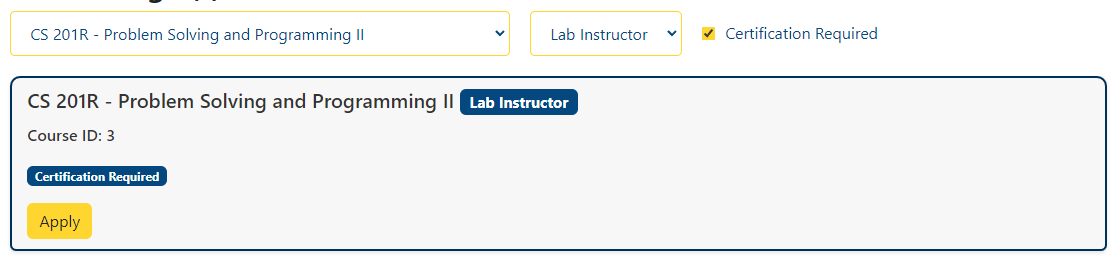 CS 201R - Problem Solving and Programming II Lab Instructor Certification Required
CS 201R - Problem Solving and Programming II Lab Instructor
Course ID: 3
Certification Required
Apply